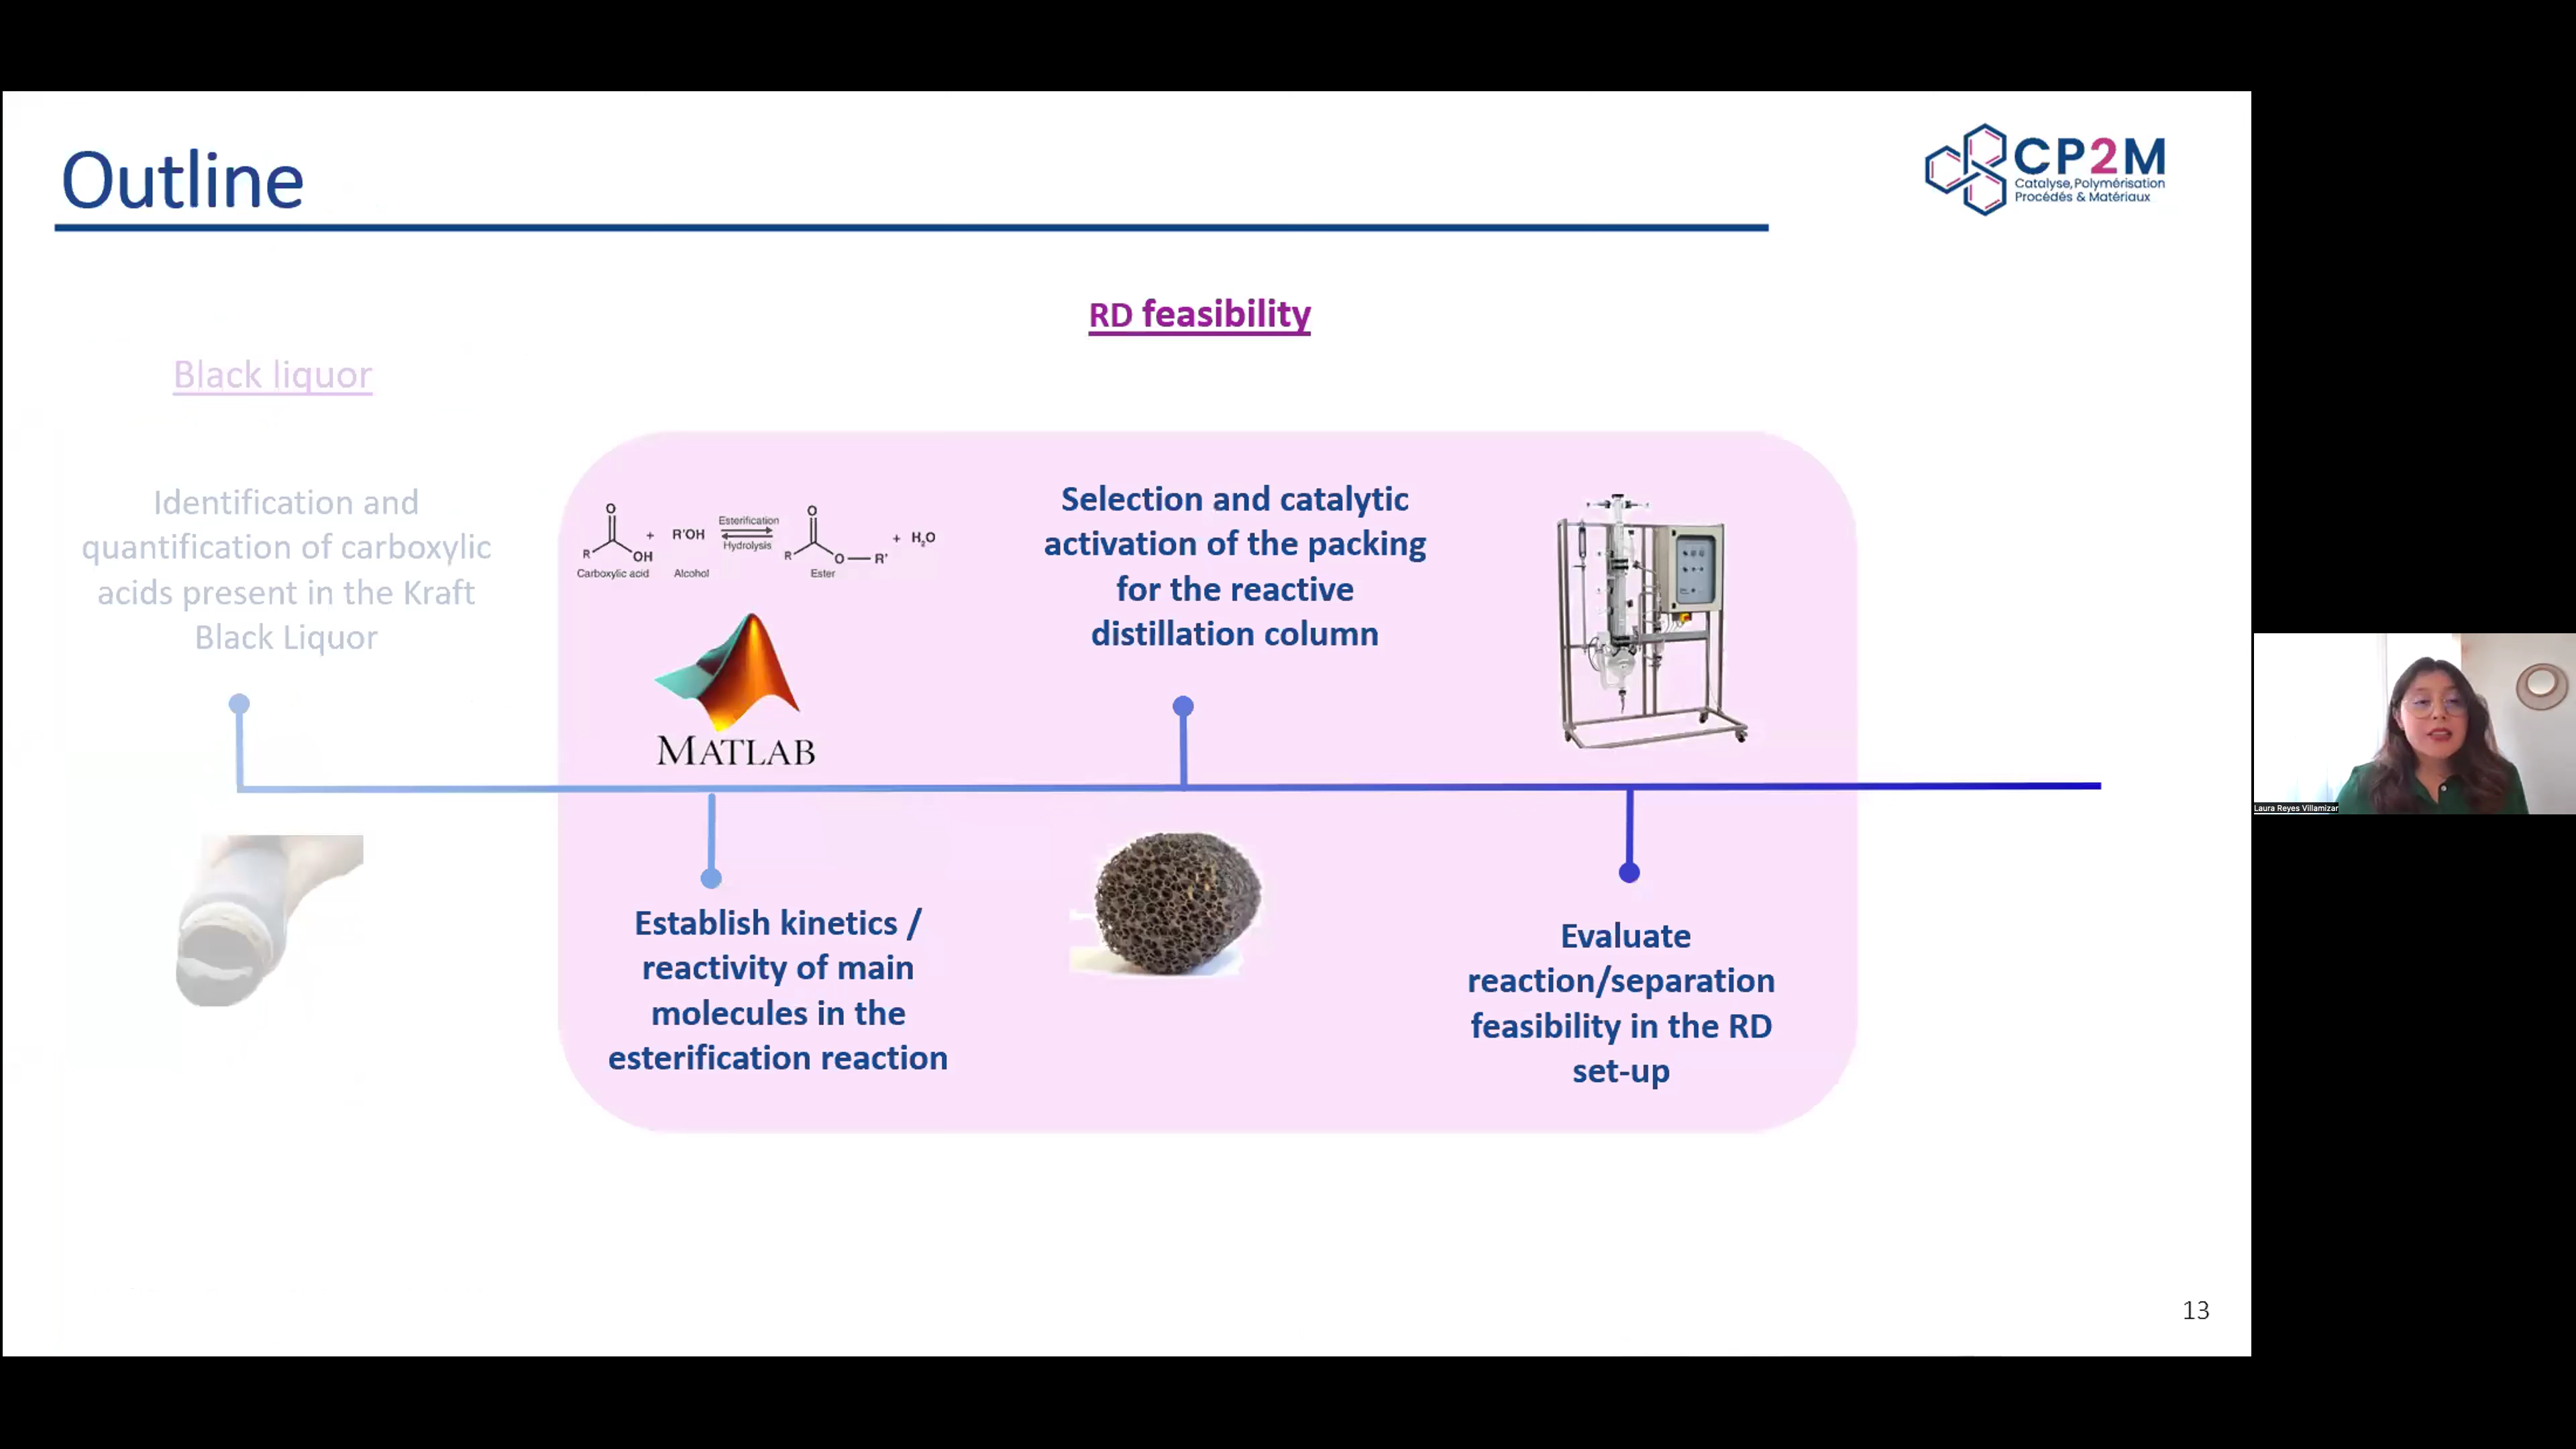 Outline
CP2M
Catalyse, Polymérisation
Procédés & Matériaux
RD feasibility
Black liquor
Identification and
quantification of carboxylic
acids present in the Kraft
Black Liquor
O
R
OH
Carboxylic acid
+
R'OH
Alcohol
Esterification
Hydrolysis
O
R
O
R'
Ester
+ H₂O
MATLAB
Selection and catalytic
activation of the packing
for the reactive
distillation column
Establish kinetics /
reactivity of main
molecules in the
esterification reaction
Evaluate
reaction/separation
feasibility in the RD
set-up
13
Laura Reyes Villamizar